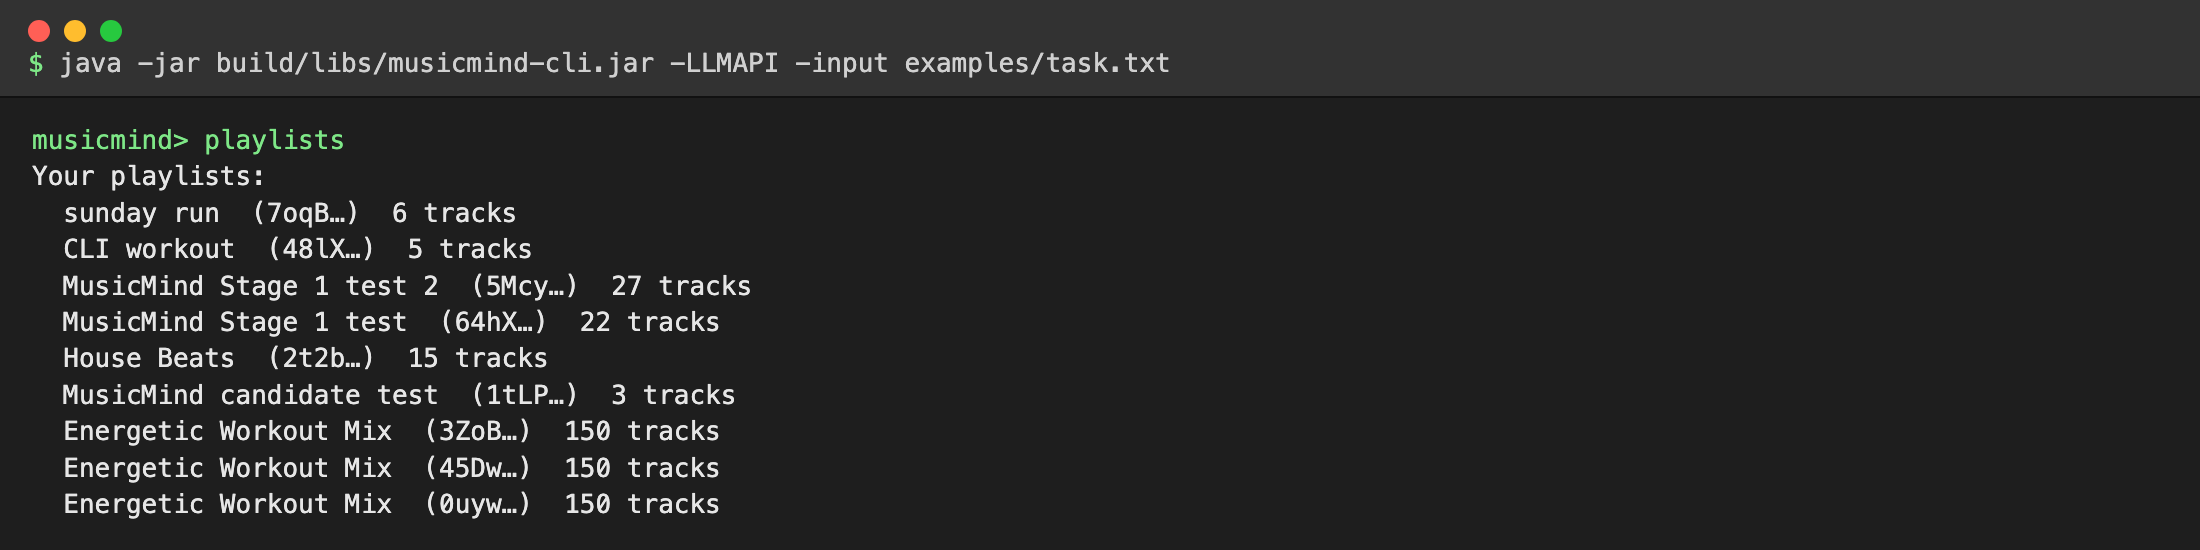 $ java -jar build/libs/musicmind-cli.jar -LLMAPI -input examples/task.txt
musicmind> playlists
Your playlists:
  sunday run  (7oqB…)  6 tracks
  CLI workout  (48lX…)  5 tracks
  MusicMind Stage 1 test 2  (5Mcy…)  27 tracks
  MusicMind Stage 1 test  (64hX…)  22 tracks
  House Beats  (2t2b…)  15 tracks
  MusicMind candidate test  (1tLP…)  3 tracks
  Energetic Workout Mix  (3ZoB…)  150 tracks
  Energetic Workout Mix  (45Dw…)  150 tracks
  Energetic Workout Mix  (0uyw…)  150 tracks